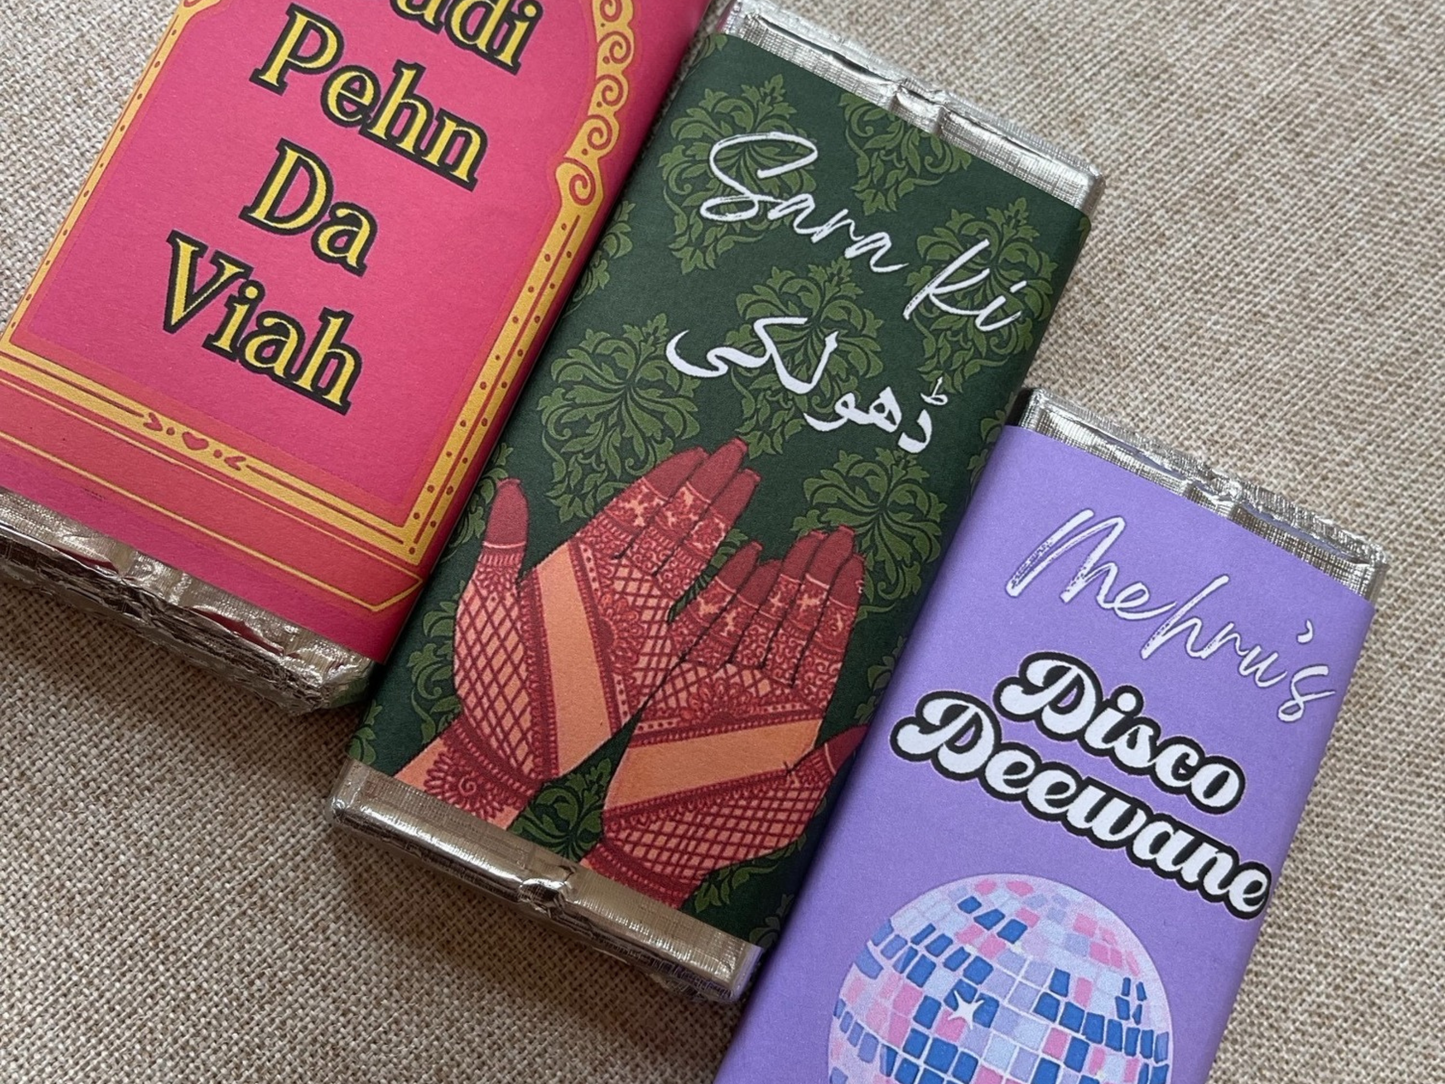 Pehn
Da
Viah
Sara Ki
ڈھولکی
Mehru's
Disco
Deewane